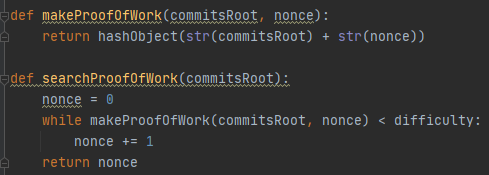 def makeProofOfWork(commitsRoot, nonce):
    return hashObject(str(commitsRoot) + str(nonce))

def searchProofOfWork(commitsRoot):
    nonce = 0
    while makeProofOfWork(commitsRoot, nonce) < difficulty:
        nonce += 1
    return nonce